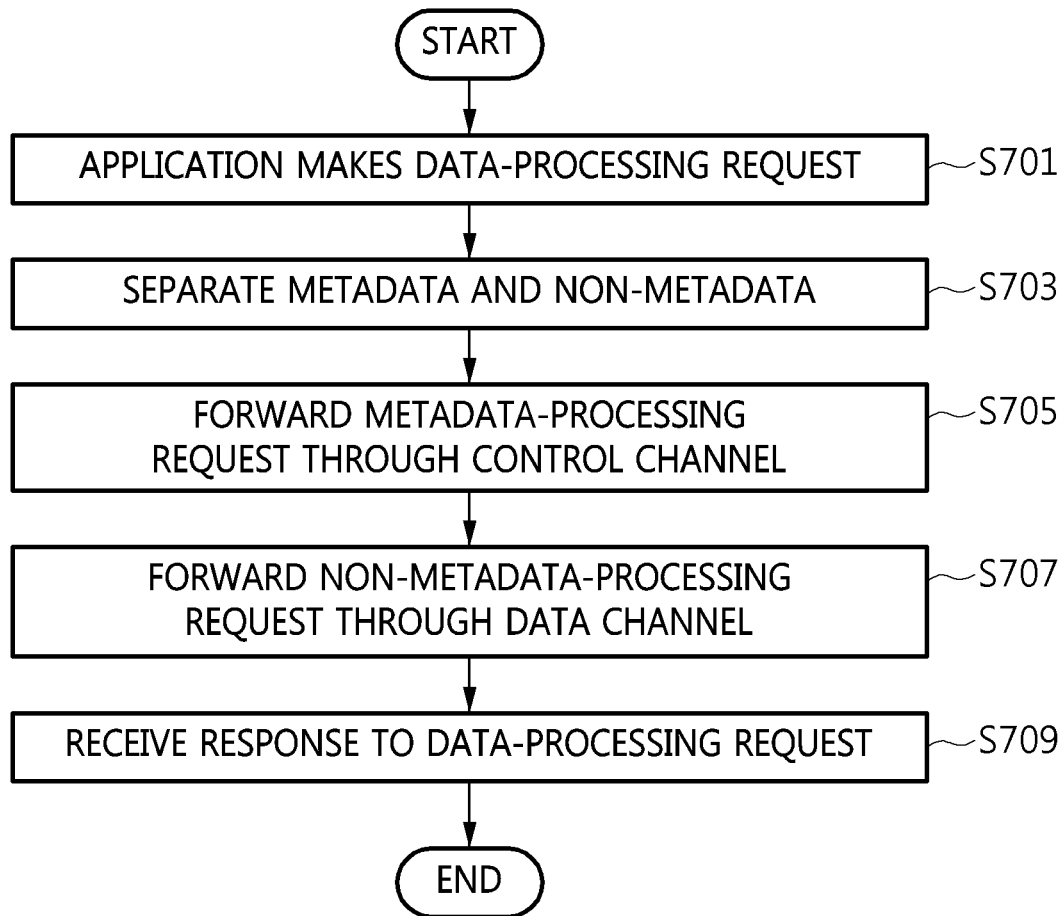 START
APPLICATION MAKES DATA-PROCESSING REQUEST
S701
SEPARATE METADATA AND NON-METADATA
S703
FORWARD METADATA-PROCESSING
REQUEST THROUGH CONTROL CHANNEL
S705
FORWARD NON-METADATA-PROCESSING
REQUEST THROUGH DATA CHANNEL
S707
RECEIVE RESPONSE TO DATA-PROCESSING REQUEST
S709
END